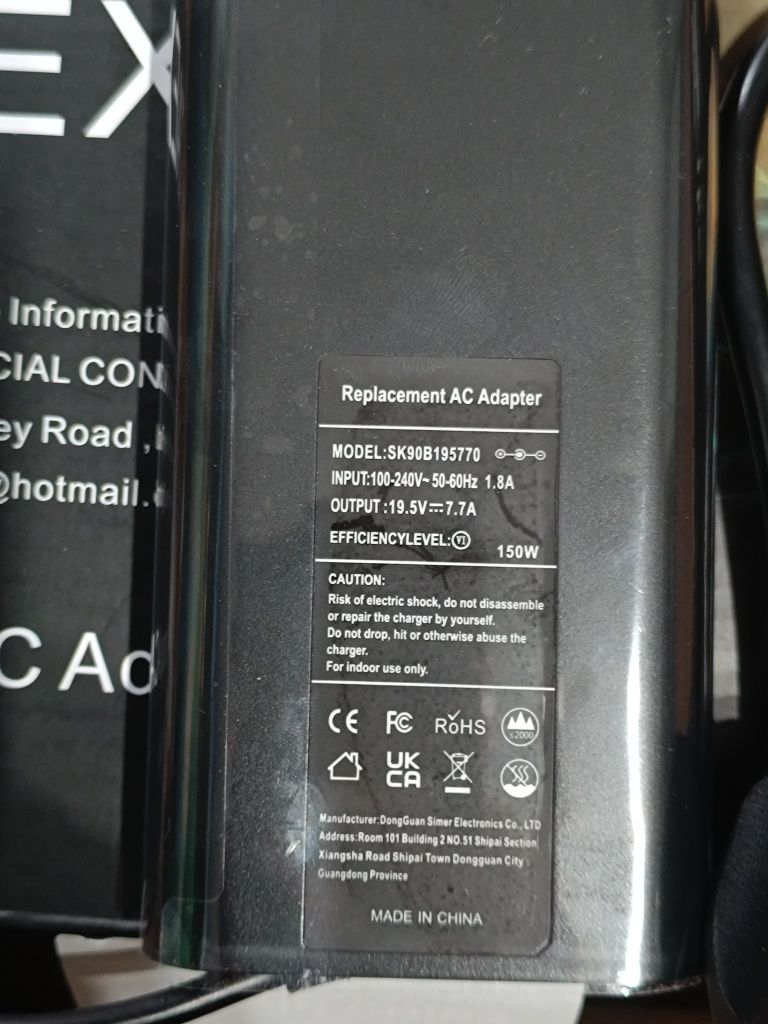 EX
Informati
CIAL CON
ey Road ,
@hotmail.
C Ad
Replacement AC Adapter
MODEL:SK90B195770
INPUT:100-240V~ 50-60Hz 1.8A
OUTPUT :19.5V⎓7.7A
EFFICIENCYLEVEL:VI
150W
CAUTION:
Risk of electric shock, do not disassemble
or repair the charger by yourself.
Do not drop, hit or otherwise abuse the
charger.
For indoor use only.
CE FC RoHS ≤2000
UK
CA
Manufacturer:DongGuan Simer Electronics Co., LTD
Address:Room 101 Building 2 NO.51 Shipai Section
Xiangsha Road Shipai Town Dongguan City
Guangdong Province
MADE IN CHINA